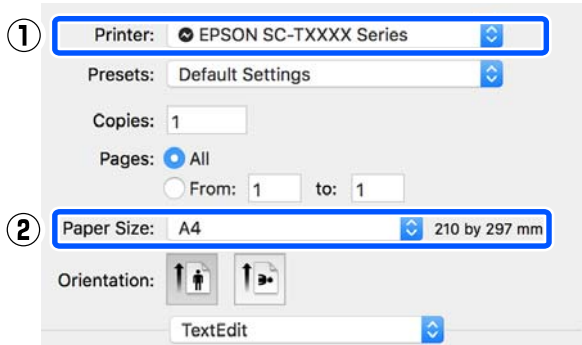 ① Printer: EPSON SC-TXXXX Series
Presets: Default Settings
Copies: 1
Pages: All
From: 1 to: 1
② Paper Size: A4 210 by 297 mm
Orientation:
TextEdit